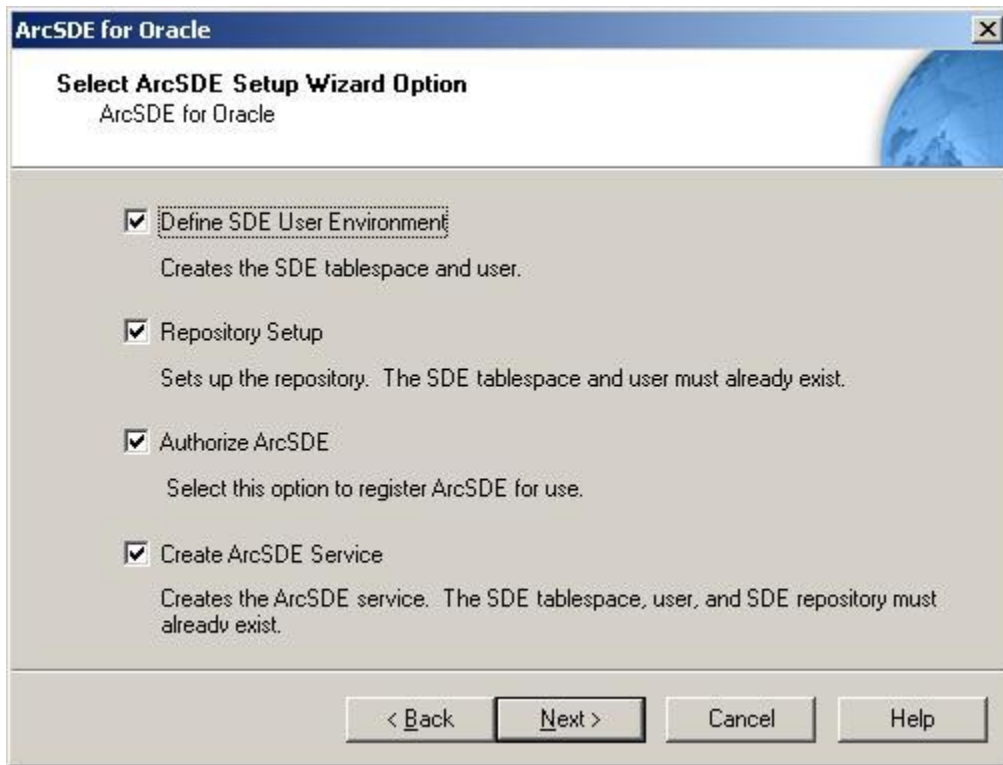 ArcSDE for Oracle
Select ArcSDE Setup Wizard Option
ArcSDE for Oracle
Define SDE User Environment
Creates the SDE tablespace and user.
Repository Setup
Sets up the repository. The SDE tablespace and user must already exist.
Authorize ArcSDE
Select this option to register ArcSDE for use.
Create ArcSDE Service
Creates the ArcSDE service. The SDE tablespace, user, and SDE repository must
already exist.
< Back
Next >
Cancel
Help